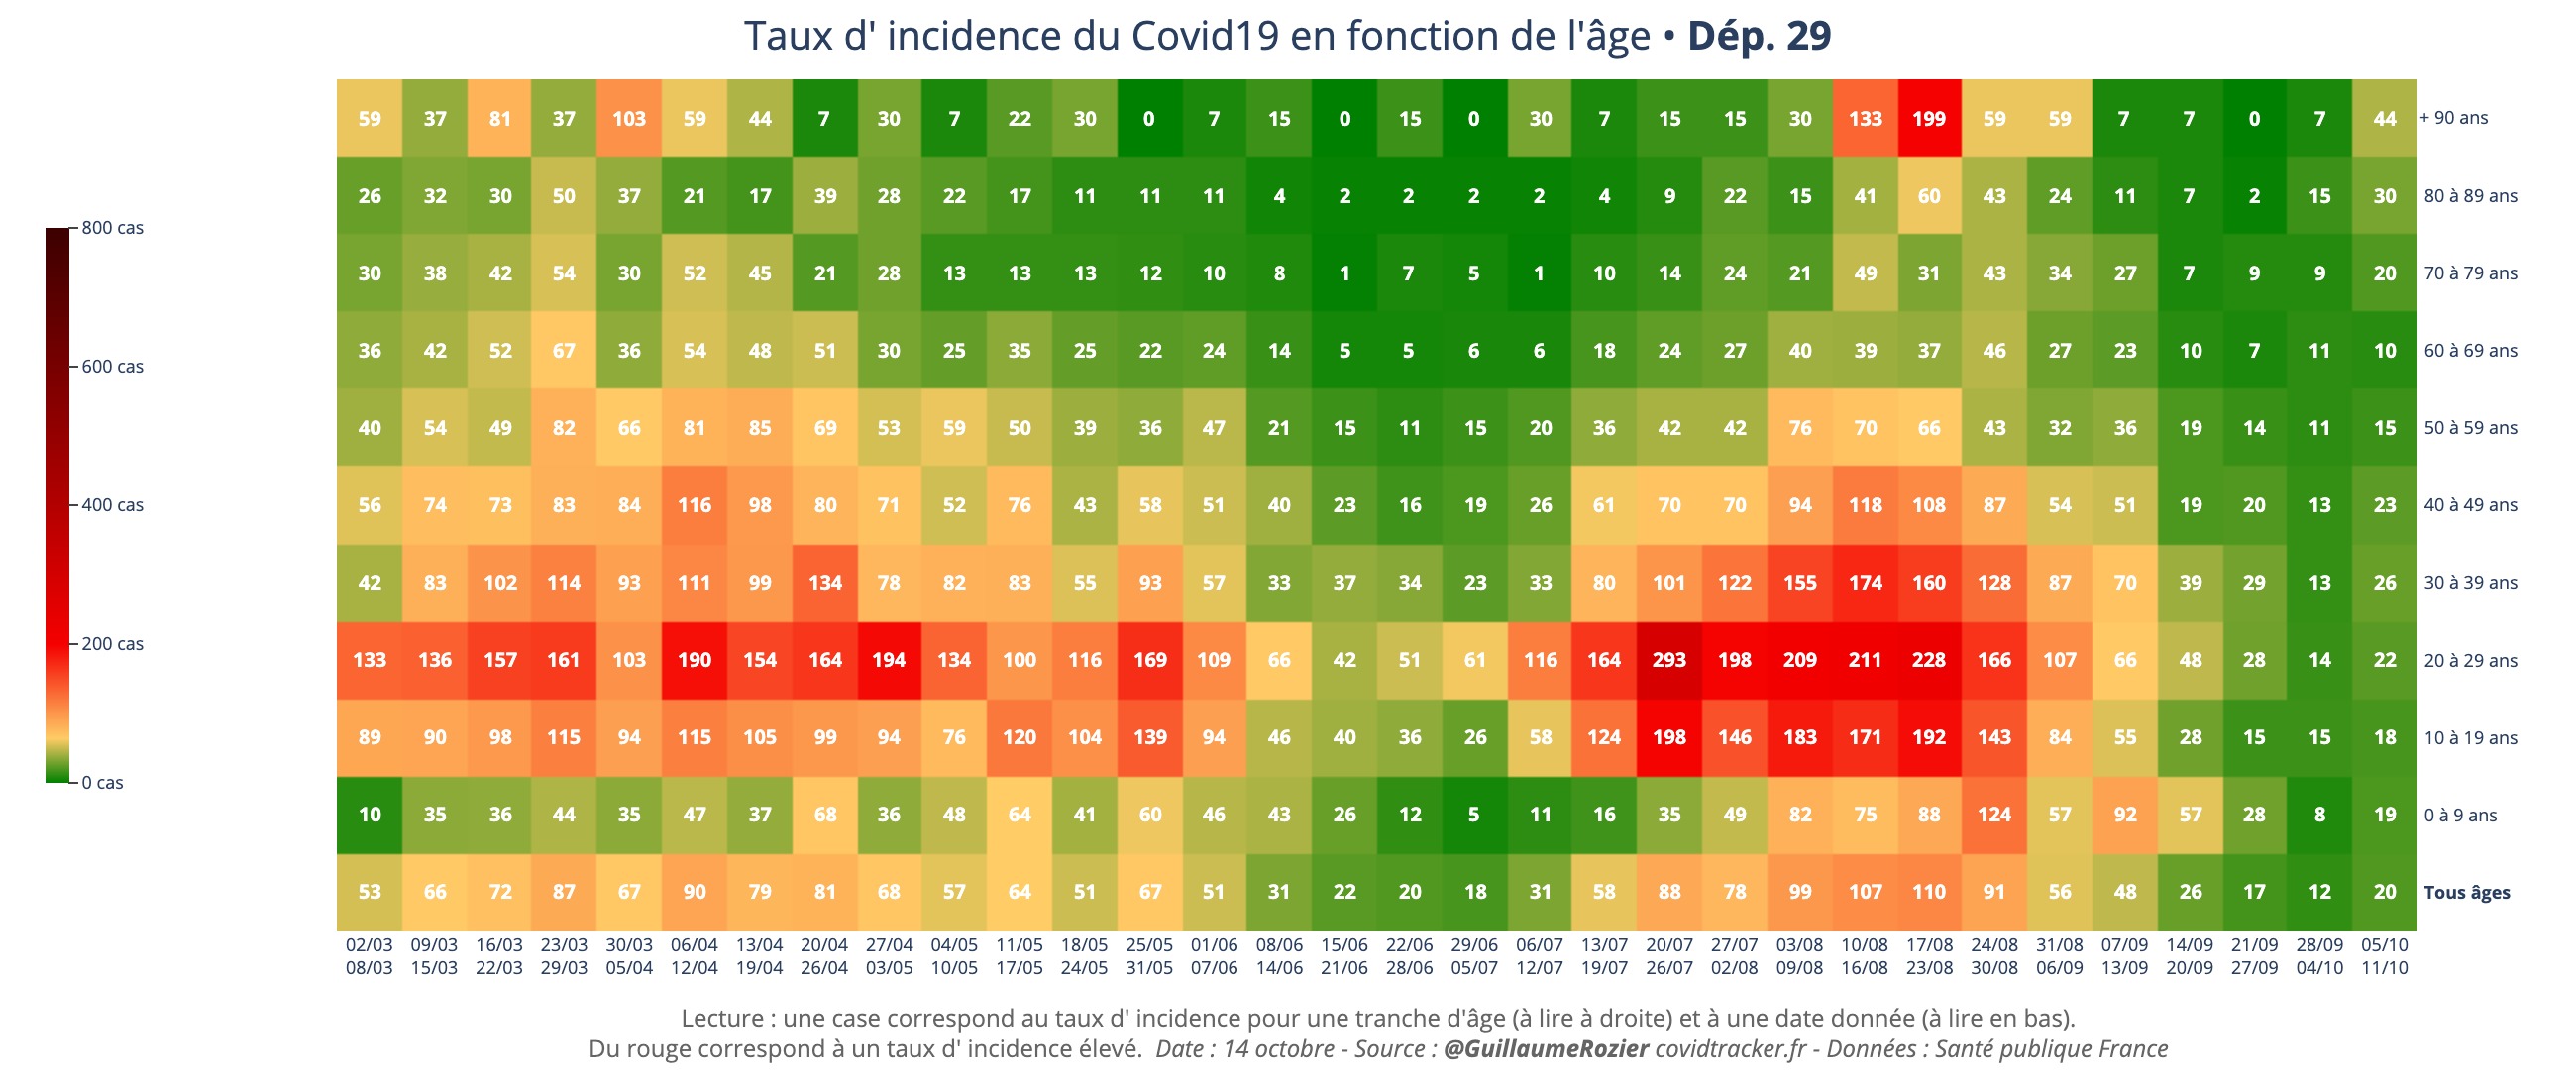 Taux d' incidence du Covid19 en fonction de l'âge • Dép. 29
800 cas
600 cas
400 cas
200 cas
0 cas
59 37 81 37 103 59 44 7 30 7 22 30 0 7 15 0 15 0 30 7 15 15 30 133 199 59 59 7 7 0 7 44 + 90 ans
26 32 30 50 37 21 17 39 28 22 17 11 11 11 4 2 2 2 2 4 9 22 15 41 60 43 24 11 7 2 15 30 80 à 89 ans
30 38 42 54 30 52 45 21 28 13 13 13 12 10 8 1 7 5 1 10 14 24 21 49 31 43 34 27 7 9 9 20 70 à 79 ans
36 42 52 67 36 54 48 51 30 25 35 25 22 24 14 5 5 6 6 18 24 27 40 39 37 46 27 23 10 7 11 10 60 à 69 ans
40 54 49 82 66 81 85 69 53 59 50 39 36 47 21 15 11 15 20 36 42 42 76 70 66 43 32 36 19 14 11 15 50 à 59 ans
56 74 73 83 84 116 98 80 71 52 76 43 58 51 40 23 16 19 26 61 70 70 94 118 108 87 54 51 19 20 13 23 40 à 49 ans
42 83 102 114 93 111 99 134 78 82 83 55 93 57 33 37 34 23 33 80 101 122 155 174 160 128 87 70 39 29 13 26 30 à 39 ans
133 136 157 161 103 190 154 164 194 134 100 116 169 109 66 42 51 61 116 164 293 198 209 211 228 166 107 66 48 28 14 22 20 à 29 ans
89 90 98 115 94 115 105 99 94 76 120 104 139 94 46 40 36 26 58 124 198 146 183 171 192 143 84 55 28 15 15 18 10 à 19 ans
10 35 36 44 35 47 37 68 36 48 64 41 60 46 43 26 12 5 11 16 35 49 82 75 88 124 57 92 57 28 8 19 0 à 9 ans
53 66 72 87 67 90 79 81 68 57 64 51 67 51 31 22 20 18 31 58 88 78 99 107 110 91 56 48 26 17 12 20 Tous âges
02/03 09/03 16/03 23/03 30/03 06/04 13/04 20/04 27/04 04/05 11/05 18/05 25/05 01/06 08/06 15/06 22/06 29/06 06/07 13/07 20/07 27/07 03/08 10/08 17/08 24/08 31/08 07/09 14/09 21/09 28/09 05/10
08/03 15/03 22/03 29/03 05/04 12/04 19/04 26/04 03/05 10/05 17/05 24/05 31/05 07/06 14/06 21/06 28/06 05/07 12/07 19/07 26/07 02/08 09/08 16/08 23/08 30/08 06/09 13/09 20/09 27/09 04/10 11/10
Lecture : une case correspond au taux d' incidence pour une tranche d'âge (à lire à droite) et à une date donnée (à lire en bas).
Du rouge correspond à un taux d' incidence élevé. Date : 14 octobre - Source : @GuillaumeRozier covidtracker.fr - Données : Santé publique France